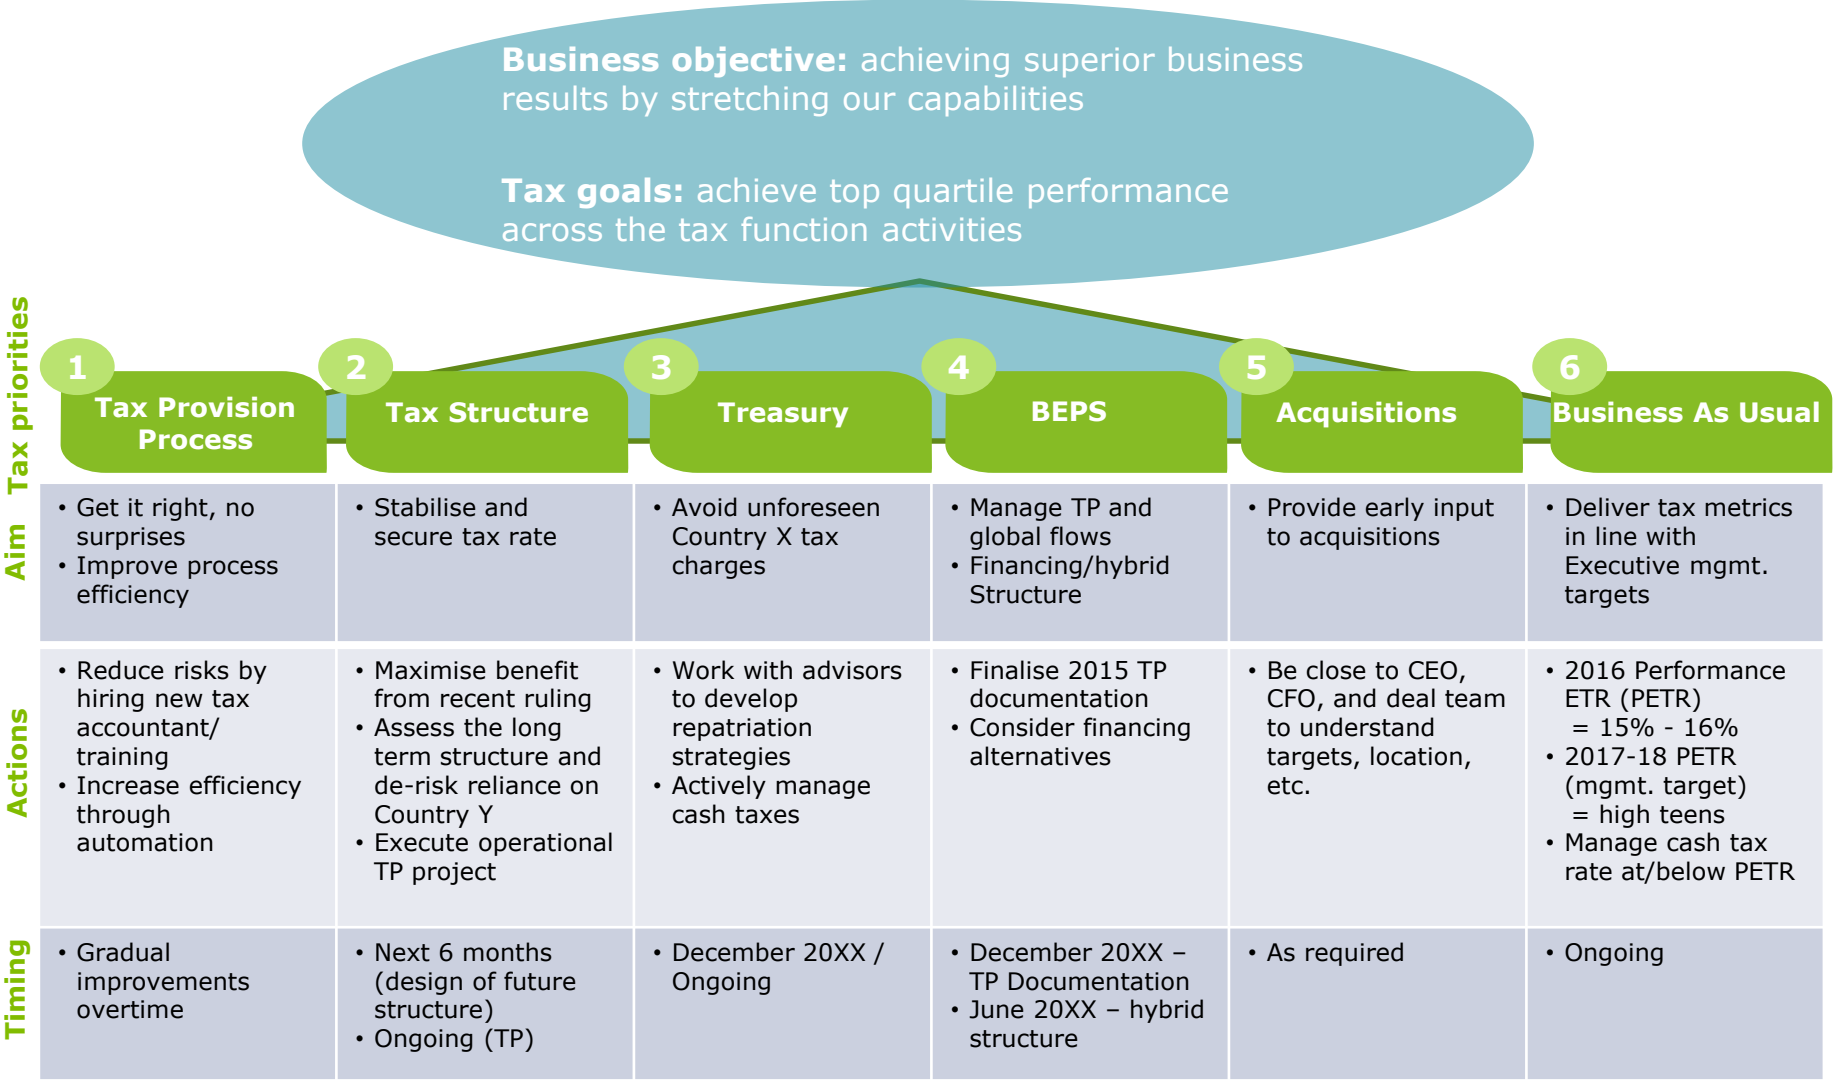 Business objective: achieving superior business
results by stretching our capabilities
Tax goals: achieve top quartile performance
across the tax function activities
Tax priorities
1
Tax Provision
Process
2
Tax Structure
3
Treasury
4
BEPS
5
Acquisitions
6
Business As Usual
Aim
• Get it right, no
surprises
• Improve process
efficiency
• Stabilise and
secure tax rate
• Avoid unforeseen
Country X tax
charges
• Manage TP and
global flows
• Financing/hybrid
Structure
• Provide early input
to acquisitions
• Deliver tax metrics
in line with
Executive mgmt.
targets
Actions
• Reduce risks by
hiring new tax
accountant/
training
• Increase efficiency
through
automation
• Maximise benefit
from recent ruling
• Assess the long
term structure and
de-risk reliance on
Country Y
• Execute operational
TP project
• Work with advisors
to develop
repatriation
strategies
• Actively manage
cash taxes
• Finalise 2015 TP
documentation
• Consider financing
alternatives
• Be close to CEO,
CFO, and deal team
to understand
targets, location,
etc.
• 2016 Performance
ETR (PETR)
= 15% - 16%
• 2017-18 PETR
(mgmt. target)
= high teens
• Manage cash tax
rate at/below PETR
Timing
• Gradual
improvements
overtime
• Next 6 months
(design of future
structure)
• Ongoing (TP)
• December 20XX /
Ongoing
• December 20XX –
TP Documentation
• June 20XX – hybrid
structure
• As required
• Ongoing